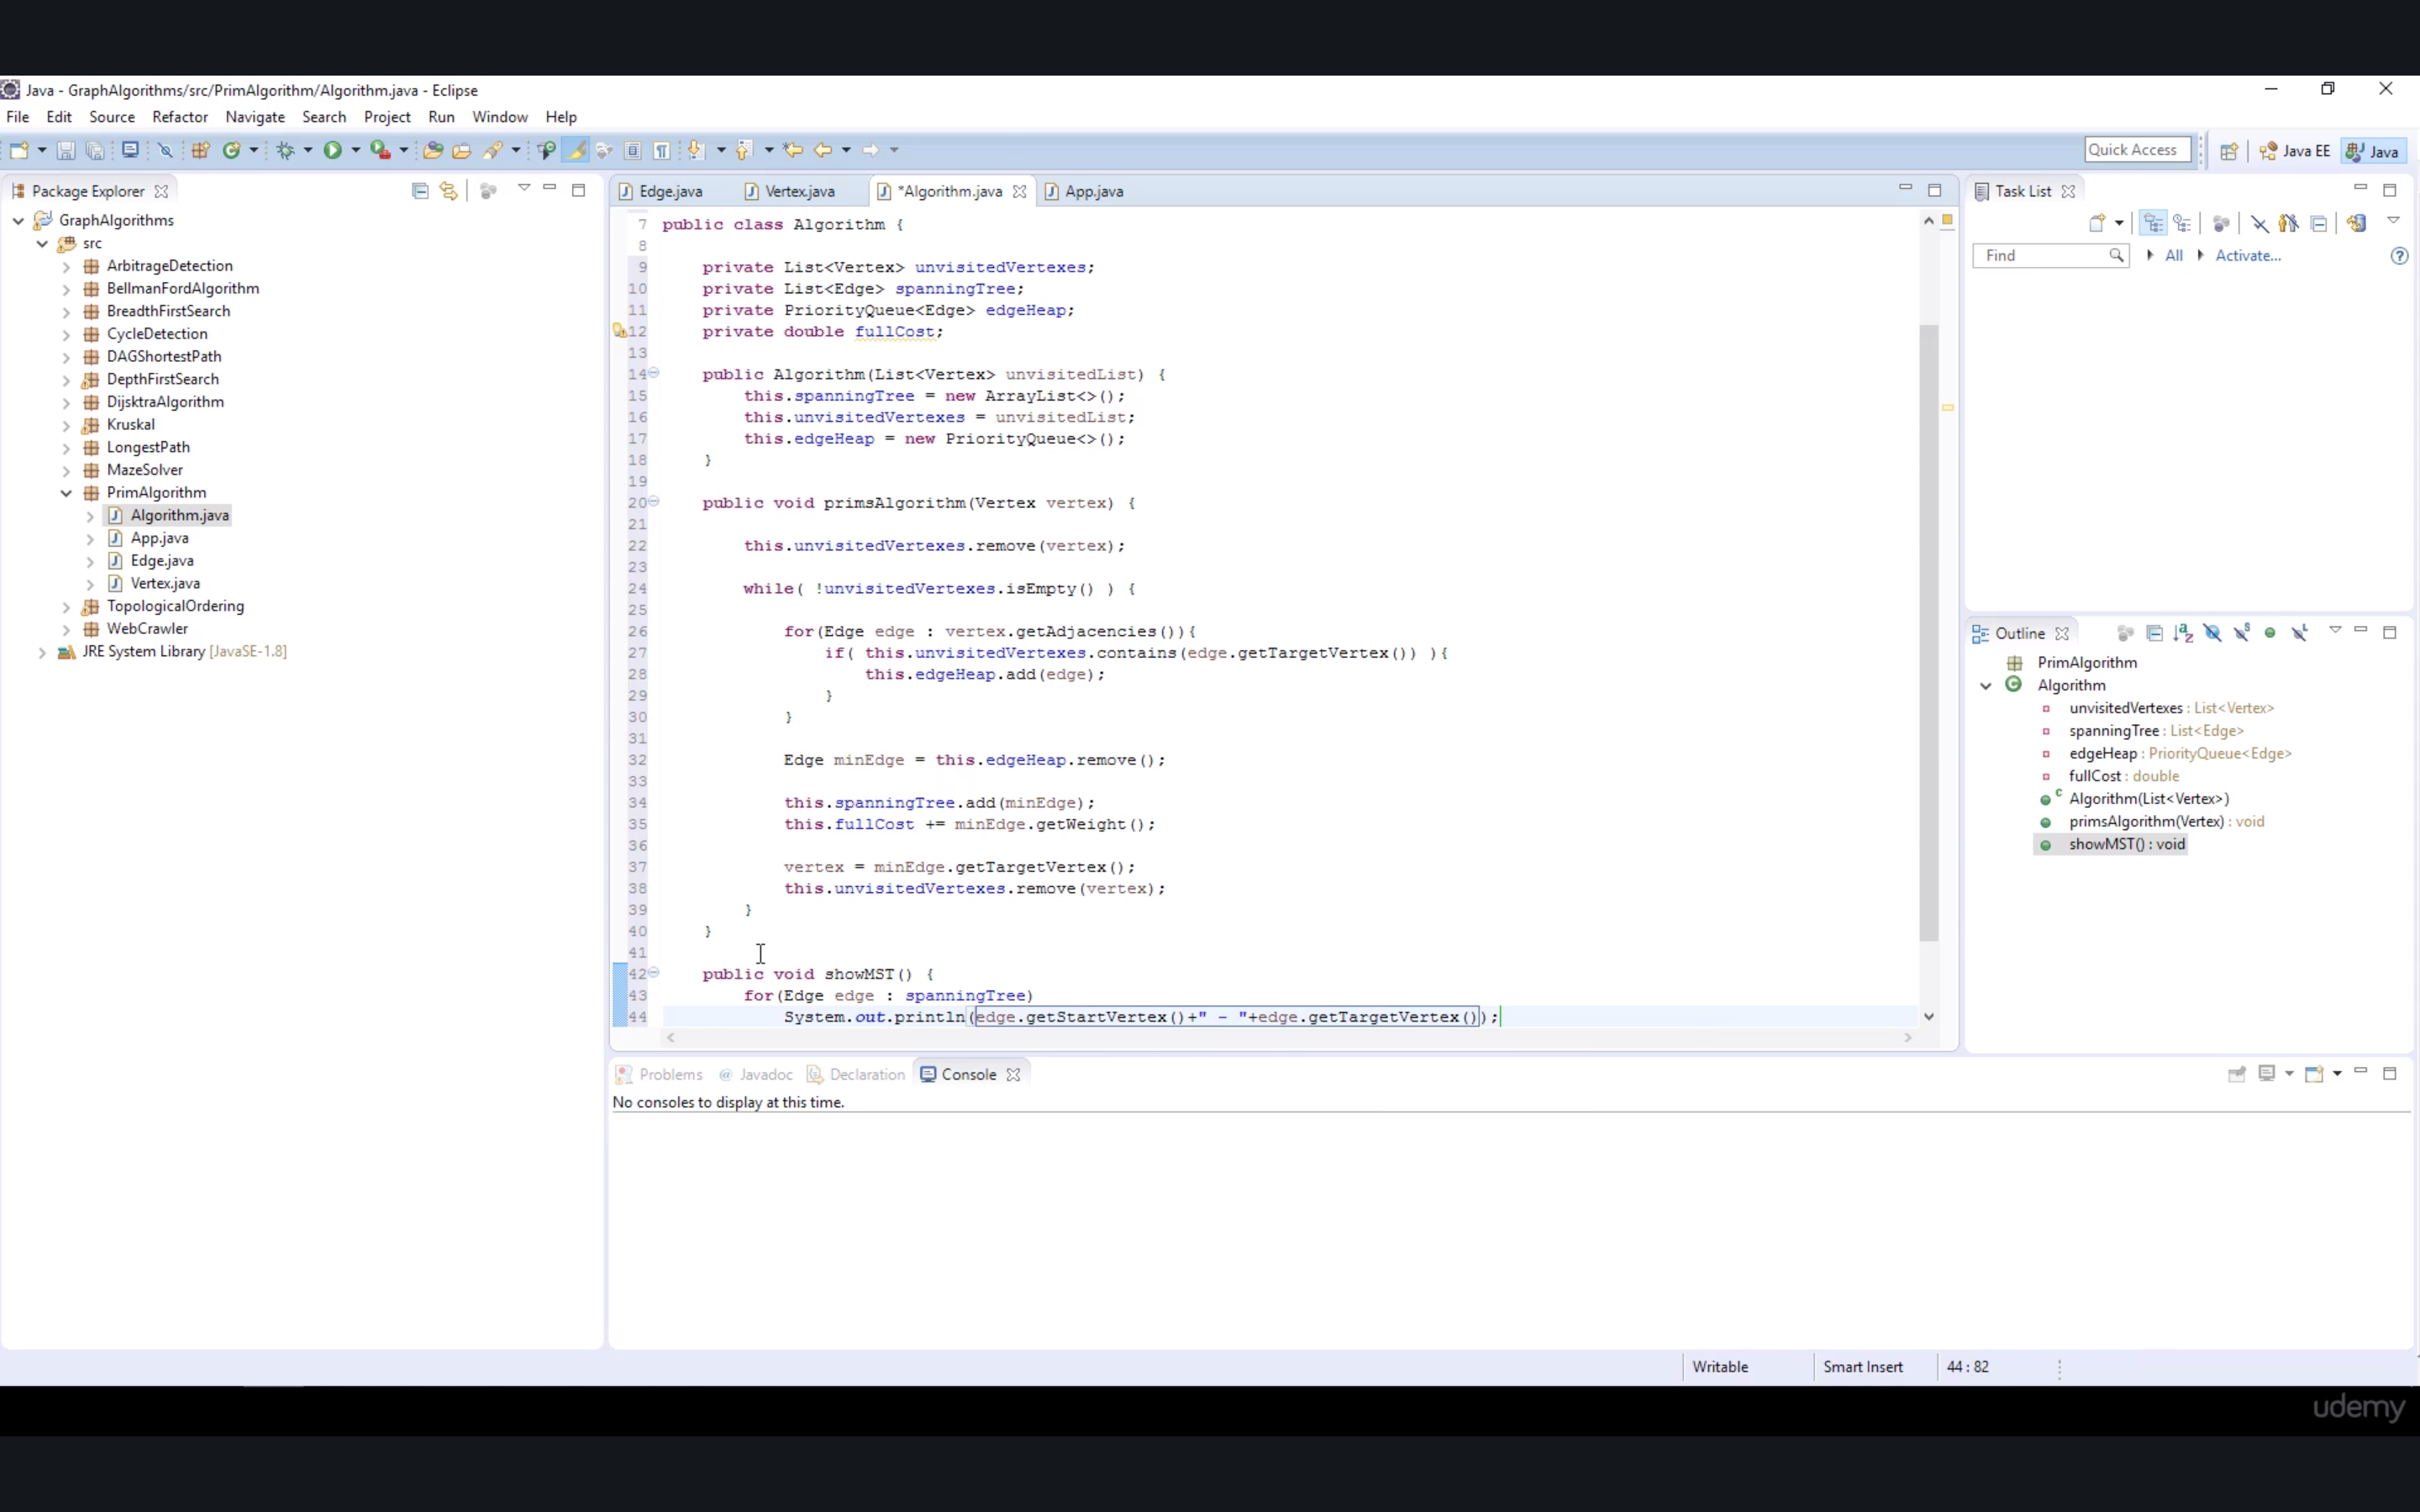 Java - GraphAlgorithms/src/PrimAlgorithm/Algorithm.java - Eclipse
File Edit Source Refactor Navigate Search Project Run Window Help
Quick Access Java EE Java
Package Explorer
GraphAlgorithms
src
ArbitrageDetection
BellmanFordAlgorithm
BreadthFirstSearch
CycleDetection
DAGShortestPath
DepthFirstSearch
DijsktraAlgorithm
Kruskal
LongestPath
MazeSolver
PrimAlgorithm
Algorithm.java
App.java
Edge.java
Vertex.java
TopologicalOrdering
WebCrawler
JRE System Library [JavaSE-1.8]
Edge.java Vertex.java *Algorithm.java App.java
7 public class Algorithm {
8
9 private List<Vertex> unvisitedVertexes;
10 private List<Edge> spanningTree;
11 private PriorityQueue<Edge> edgeHeap;
12 private double fullCost;
13
14 public Algorithm(List<Vertex> unvisitedList) {
15 this.spanningTree = new ArrayList<>();
16 this.unvisitedVertexes = unvisitedList;
17 this.edgeHeap = new PriorityQueue<>();
18 }
19
20 public void primsAlgorithm(Vertex vertex) {
21
22 this.unvisitedVertexes.remove(vertex);
23
24 while( !unvisitedVertexes.isEmpty() ) {
25
26 for(Edge edge : vertex.getAdjacencies()){
27 if( this.unvisitedVertexes.contains(edge.getTargetVertex()) ){
28 this.edgeHeap.add(edge);
29 }
30 }
31
32 Edge minEdge = this.edgeHeap.remove();
33
34 this.spanningTree.add(minEdge);
35 this.fullCost += minEdge.getWeight();
36
37 vertex = minEdge.getTargetVertex();
38 this.unvisitedVertexes.remove(vertex);
39 }
40 }
41
42 public void showMST() {
43 for(Edge edge : spanningTree)
44 System.out.println(edge.getStartVertex()+" - "+edge.getTargetVertex());
Task List
Find All Activate...
Outline
PrimAlgorithm
Algorithm
unvisitedVertexes : List<Vertex>
spanningTree : List<Edge>
edgeHeap : PriorityQueue<Edge>
fullCost : double
Algorithm(List<Vertex>)
primsAlgorithm(Vertex) : void
showMST() : void
Problems Javadoc Declaration Console
No consoles to display at this time.
Writable Smart Insert 44 : 82
udemy